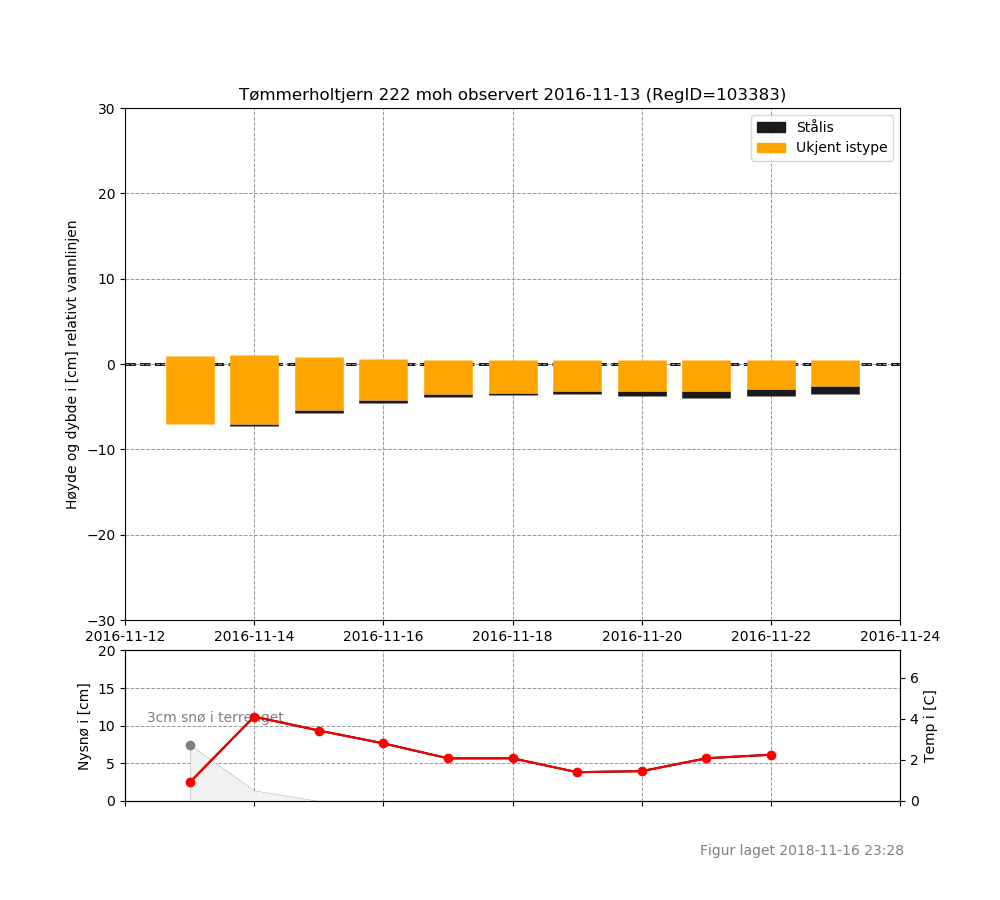 Tømmerholtjern 222 moh observert 2016-11-13 (RegID=103383)
Stålis
Ukjent istype
Høyde og dybde i [cm] relativt vannlinjen
30
20
10
0
−10
−20
−30
2016-11-12 2016-11-14 2016-11-16 2016-11-18 2016-11-20 2016-11-22 2016-11-24
Nysnø i [cm]
20
15
10
5
0
3cm snø i terrenget
6
4
2
0
Temp i [C]
Figur laget 2018-11-16 23:28